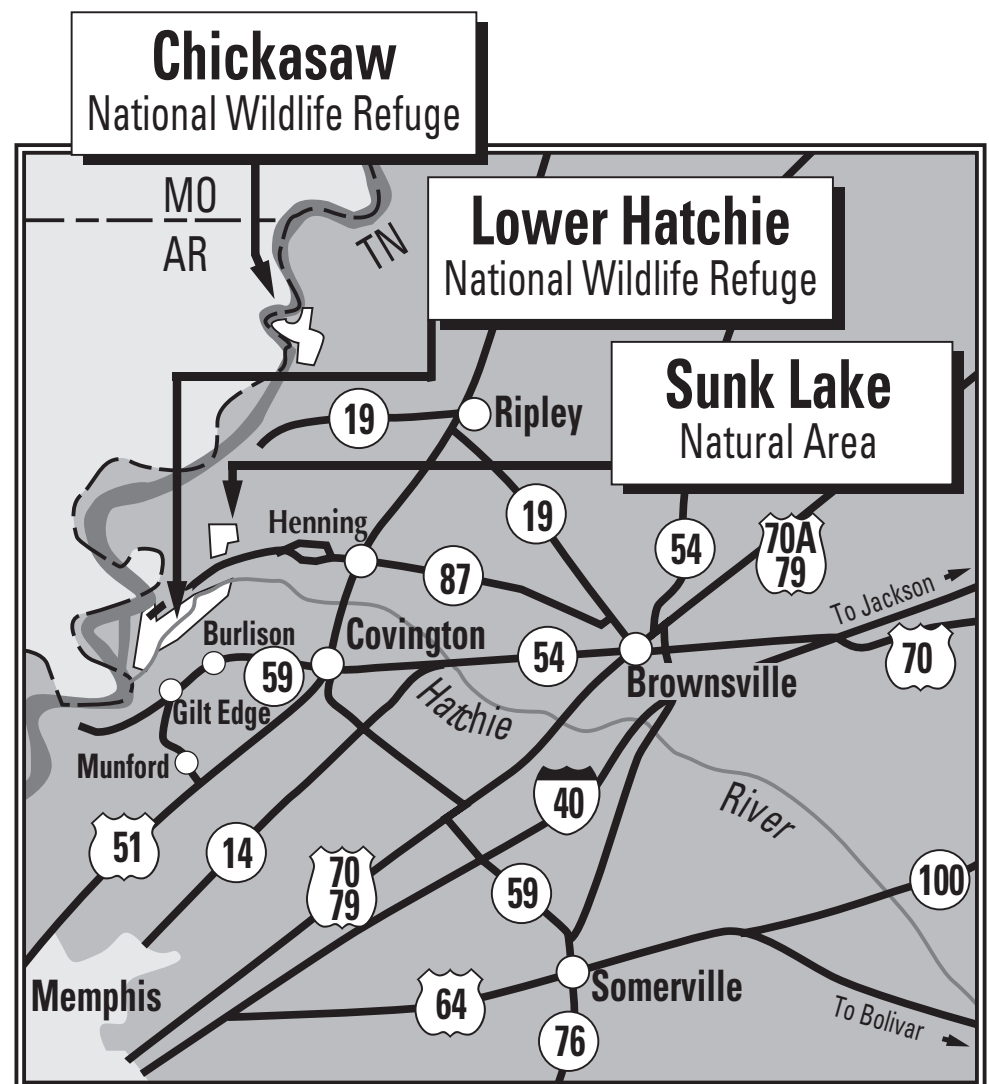 Chickasaw
National Wildlife Refuge
MO
AR
TN
Lower Hatchie
National Wildlife Refuge
Sunk Lake
Natural Area
19
Ripley
Henning
19
54
70A
79
87
To Jackson
Burlison
Covington
59
54
70
Brownsville
Gilt Edge
Hatchie
Munford
40
River
51
14
70
79
59
100
Memphis
Somerville
64
To Bolivar
76